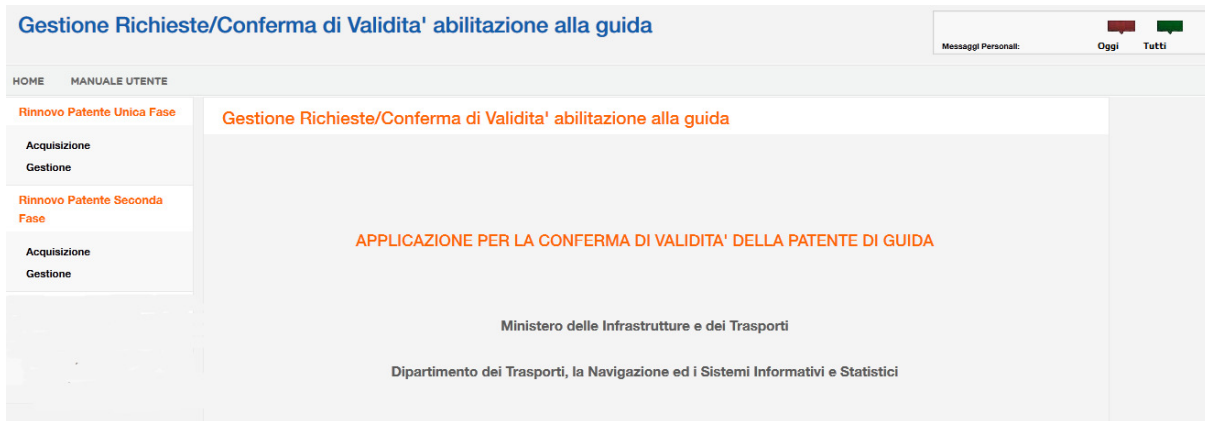 Gestione Richieste/Conferma di Validita' abilitazione alla guida
Messaggi Personali: Oggi Tutti
HOME MANUALE UTENTE
Rinnovo Patente Unica Fase
Acquisizione
Gestione
Rinnovo Patente Seconda
Fase
Acquisizione
Gestione
Gestione Richieste/Conferma di Validita' abilitazione alla guida
APPLICAZIONE PER LA CONFERMA DI VALIDITA' DELLA PATENTE DI GUIDA
Ministero delle Infrastrutture e dei Trasporti
Dipartimento dei Trasporti, la Navigazione ed i Sistemi Informativi e Statistici